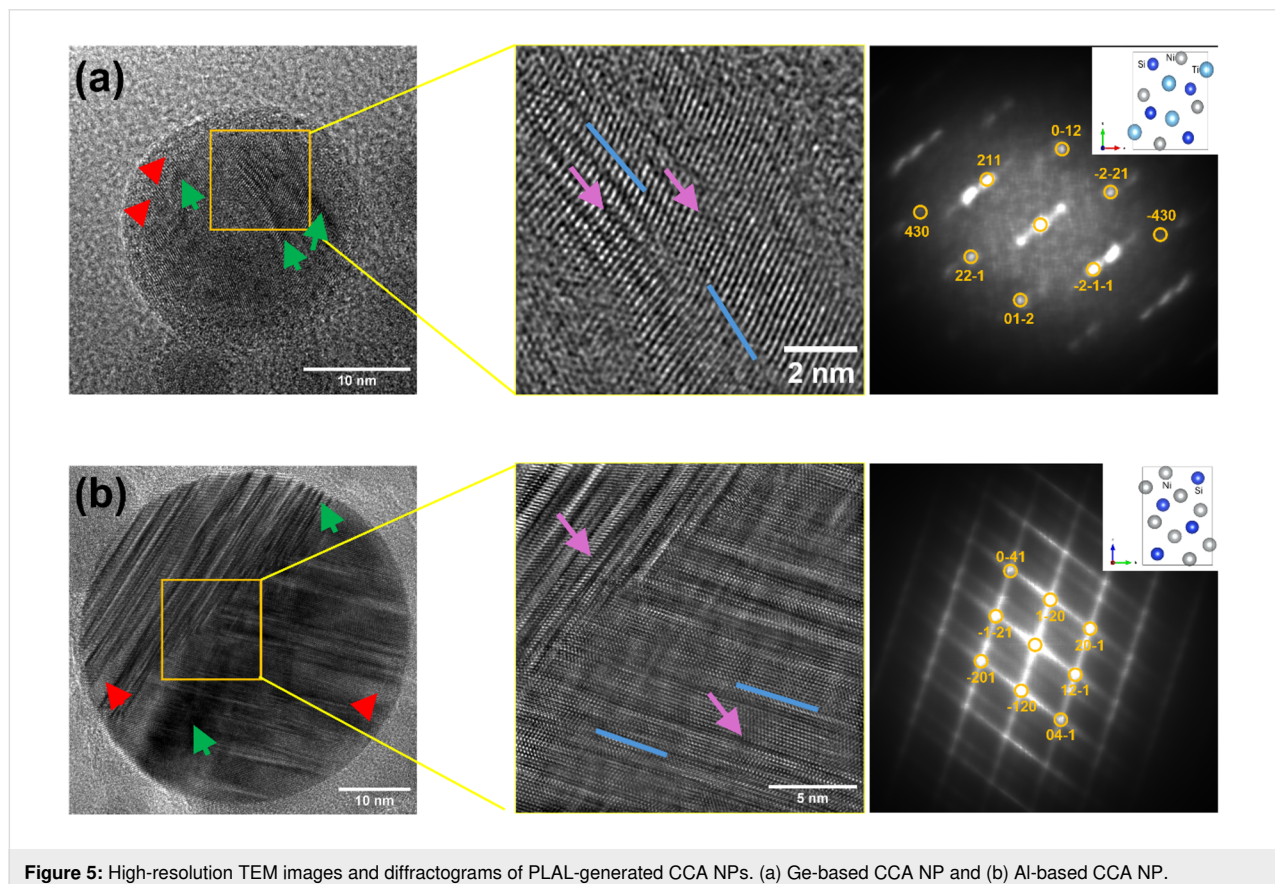 (a)
10 nm
2 nm
Si
Ni
Ti
0-12
211
-2-21
430
-430
22-1
-2-1-1
01-2
(b)
10 nm
5 nm
Ni
Si
0-41
1-20
-1-21
20-1
-201
12-1
-120
04-1
Figure 5: High-resolution TEM images and diffractograms of PLAL-generated CCA NPs. (a) Ge-based CCA NP and (b) Al-based CCA NP.